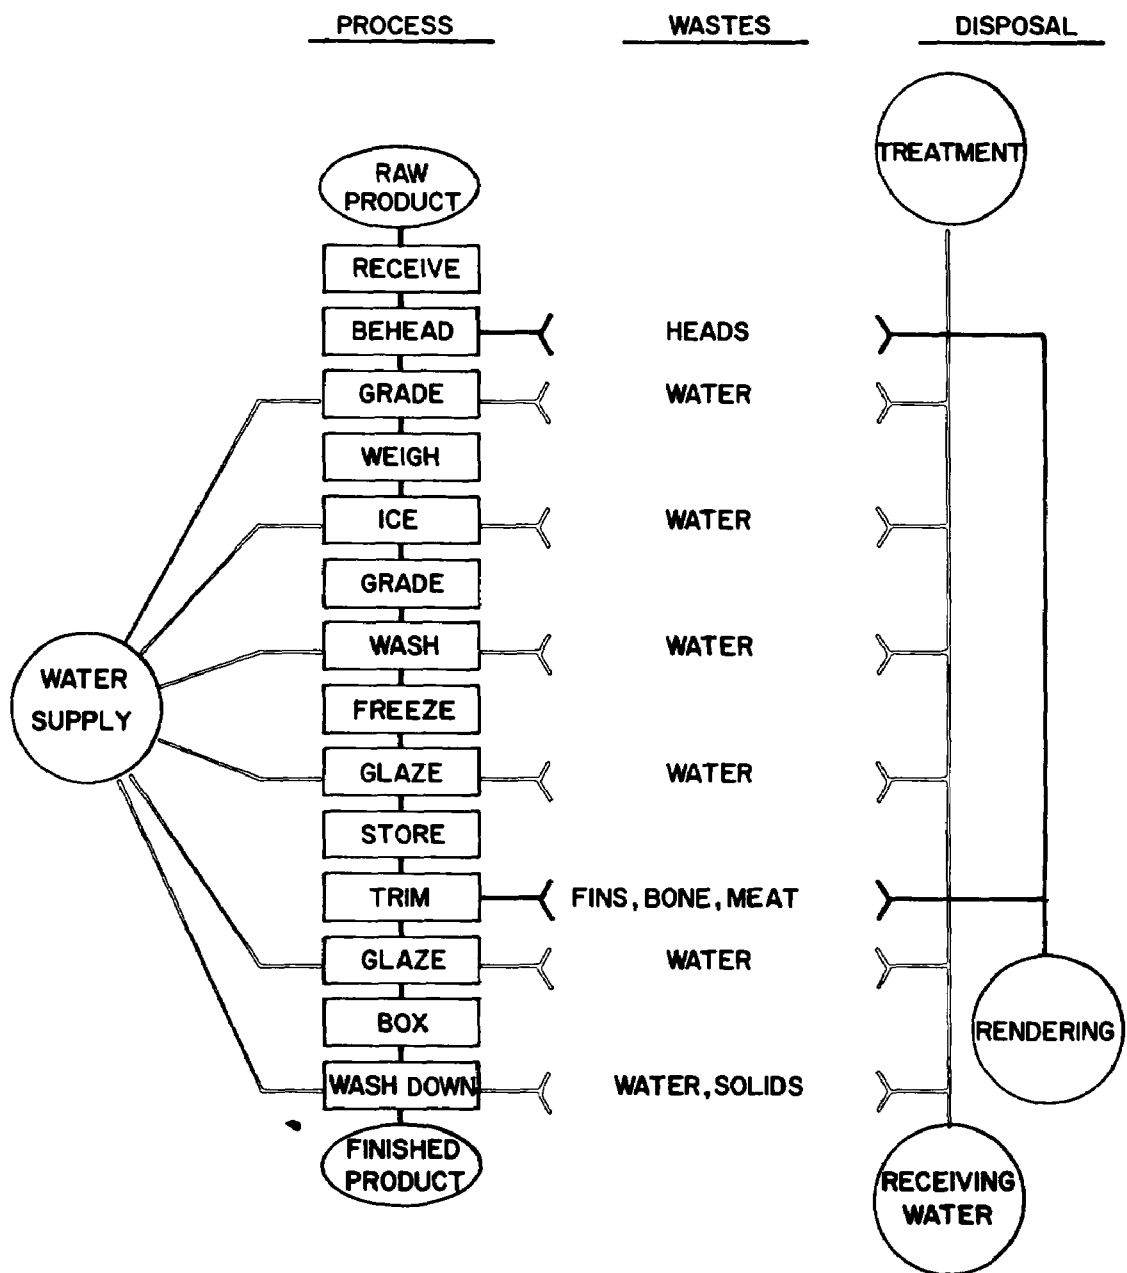 PROCESS WASTES DISPOSAL
TREATMENT
RAW
PRODUCT
RECEIVE
BEHEAD HEADS
GRADE WATER
WEIGH
ICE WATER
GRADE
WASH WATER
WATER
SUPPLY
FREEZE
GLAZE WATER
STORE
TRIM FINS, BONE, MEAT
GLAZE WATER
BOX
RENDERING
WASH DOWN WATER, SOLIDS
FINISHED
PRODUCT
RECEIVING
WATER